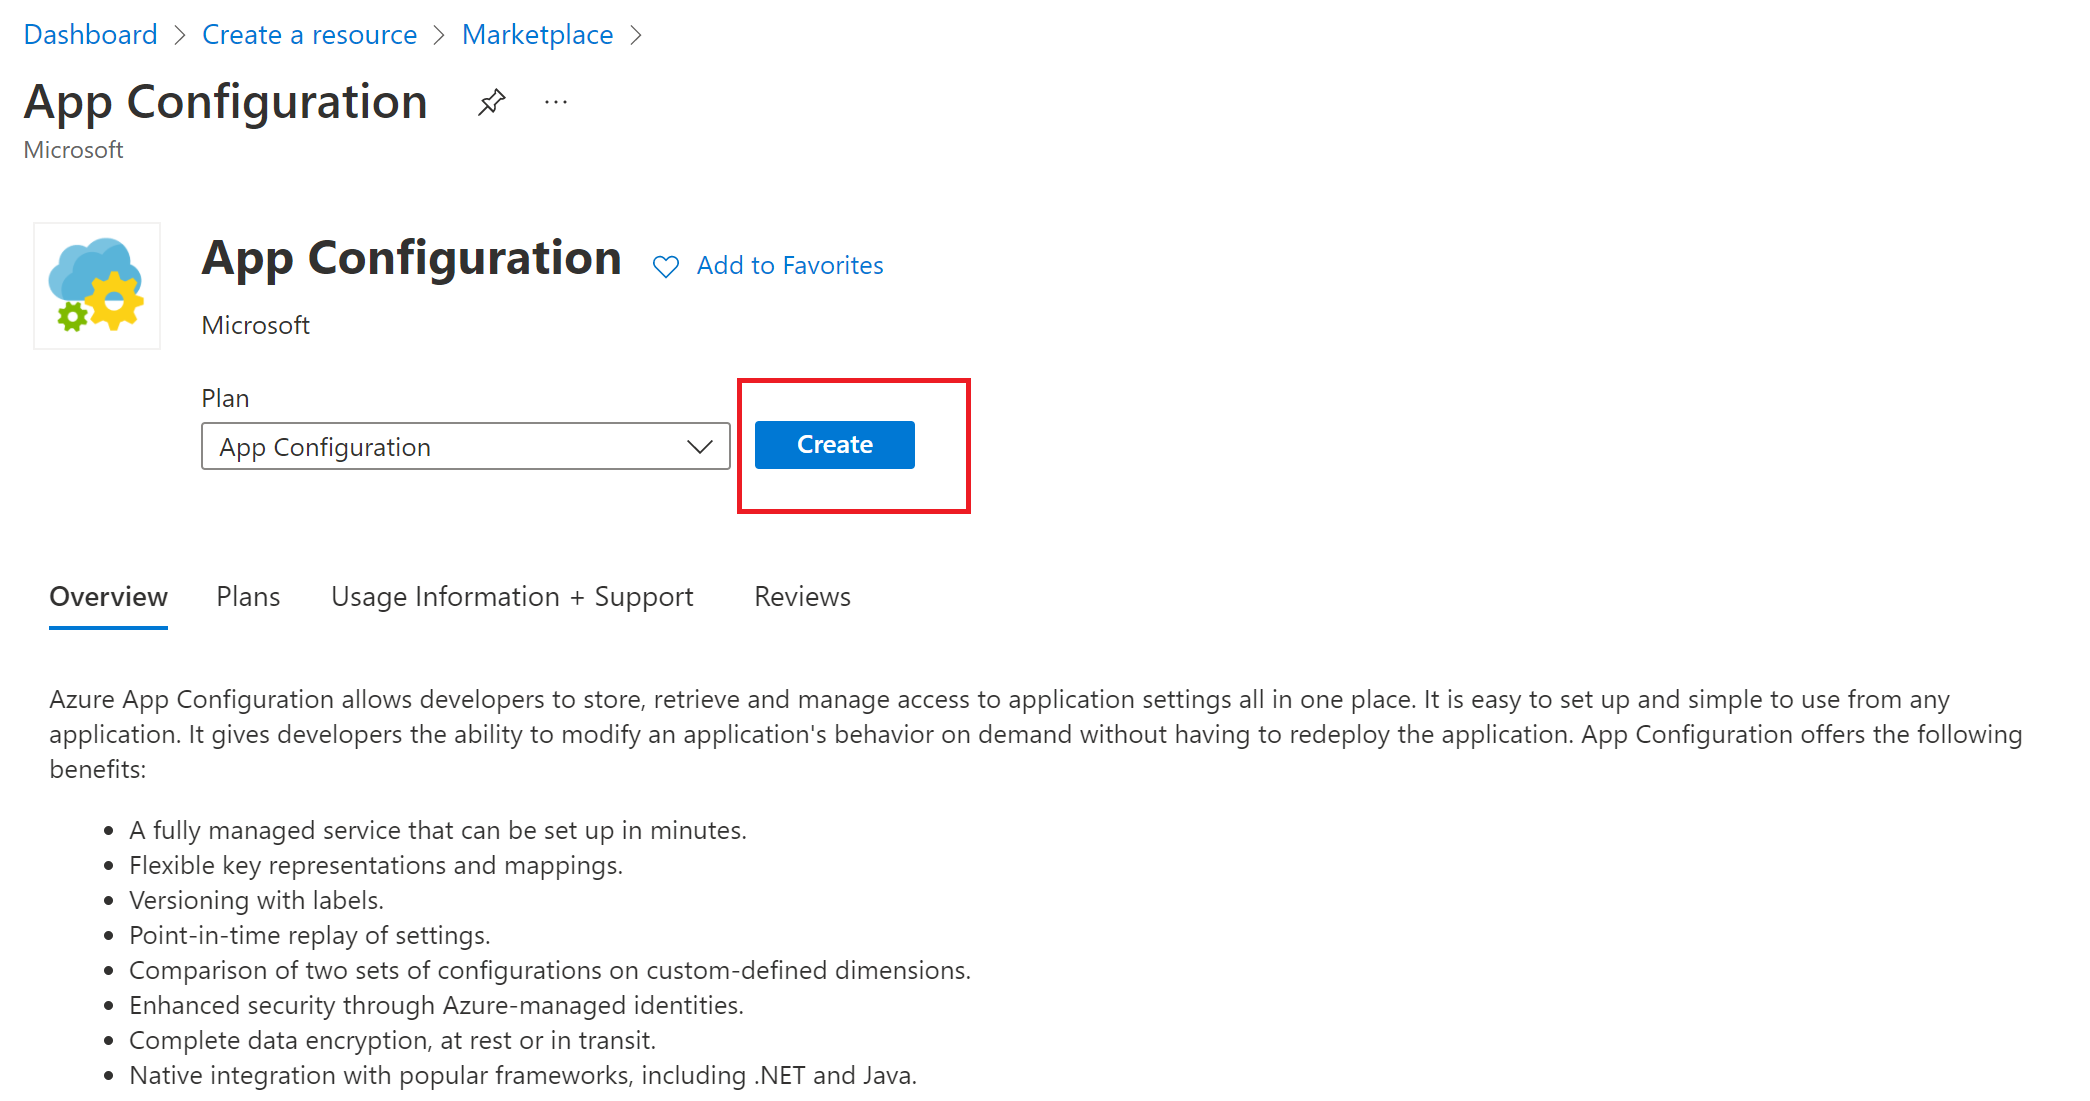 Dashboard > Create a resource > Marketplace >
App Configuration ...
Microsoft
App Configuration Add to Favorites
Microsoft
Plan
App Configuration Create
Overview Plans Usage Information + Support Reviews
Azure App Configuration allows developers to store, retrieve and manage access to application settings all in one place. It is easy to set up and simple to use from any
application. It gives developers the ability to modify an application's behavior on demand without having to redeploy the application. App Configuration offers the following
benefits:
• A fully managed service that can be set up in minutes.
• Flexible key representations and mappings.
• Versioning with labels.
• Point-in-time replay of settings.
• Comparison of two sets of configurations on custom-defined dimensions.
• Enhanced security through Azure-managed identities.
• Complete data encryption, at rest or in transit.
• Native integration with popular frameworks, including .NET and Java.